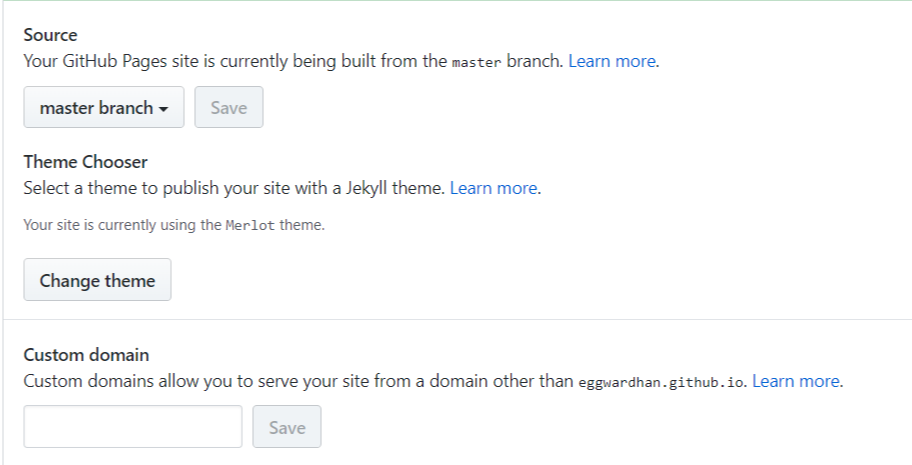 Source
Your GitHub Pages site is currently being built from the master branch. Learn more.
master branch Save
Theme Chooser
Select a theme to publish your site with a Jekyll theme. Learn more.
Your site is currently using the Merlot theme.
Change theme
Custom domain
Custom domains allow you to serve your site from a domain other than eggwardhan.github.io. Learn more.
Save